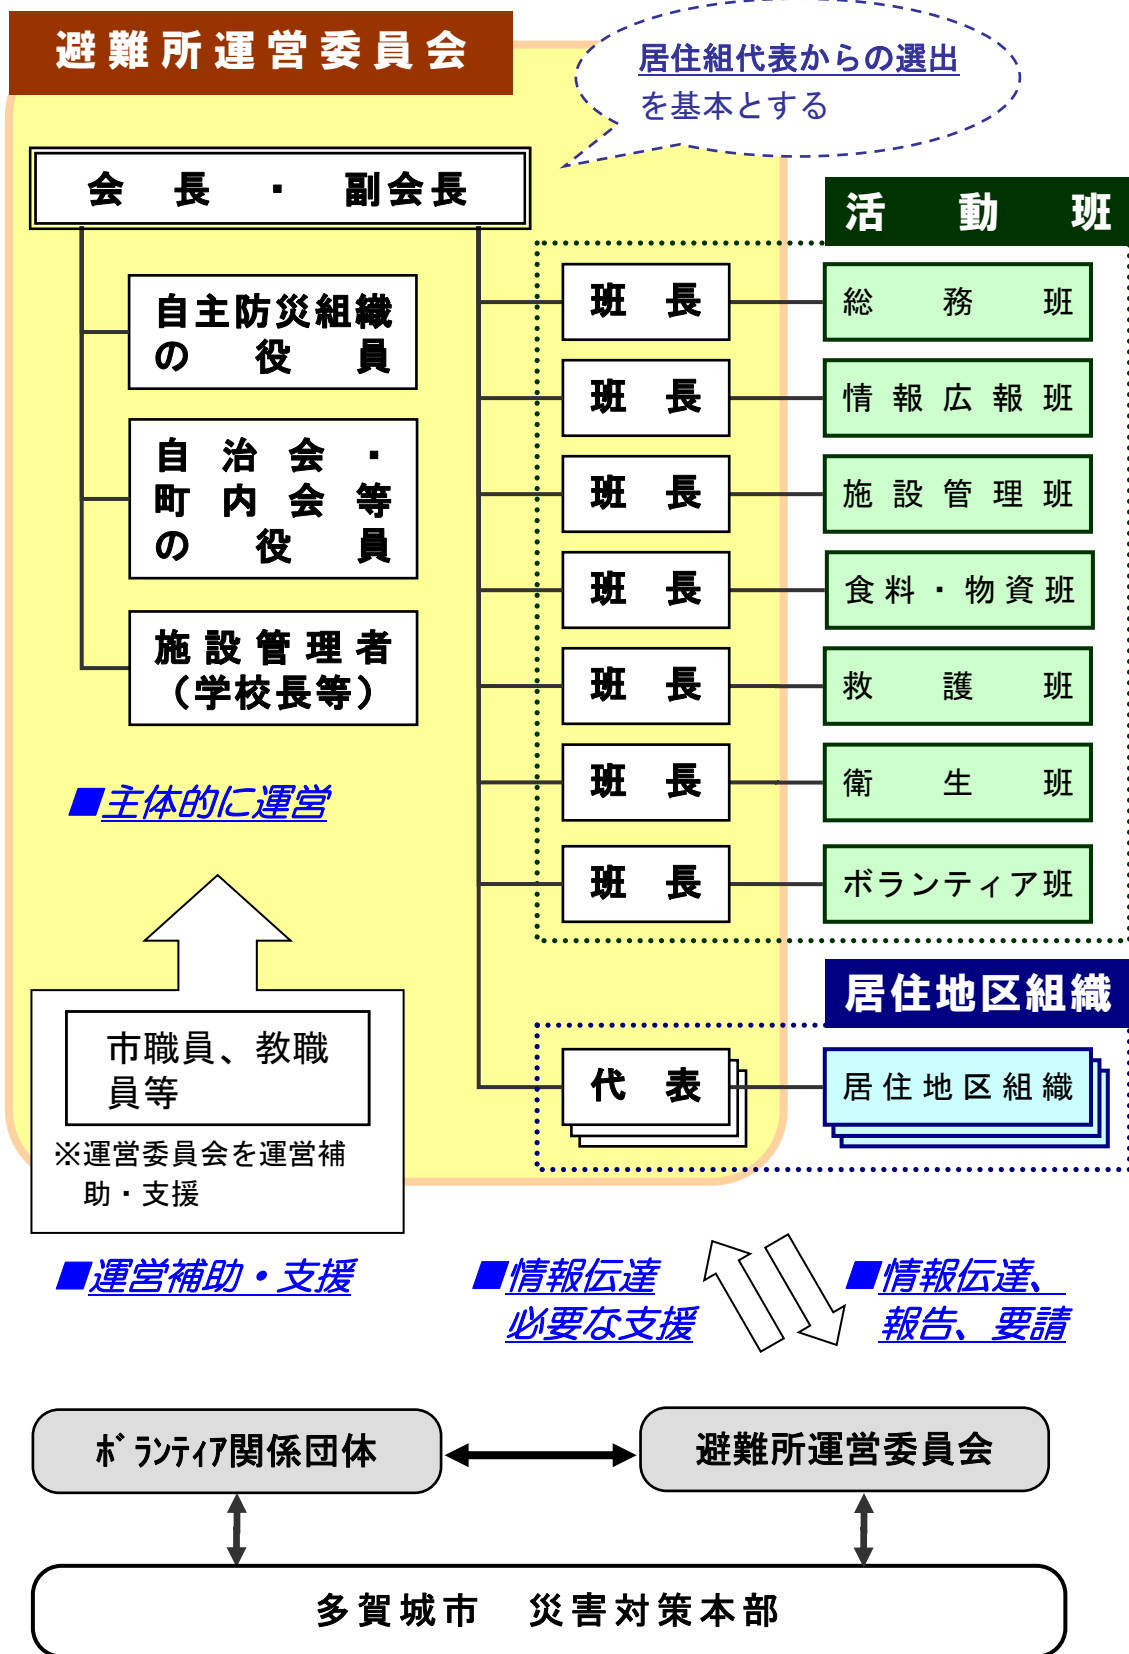 避難所運営委員会
居住組代表からの選出
を基本とする
会長・副会長
活動班
自主防災組織
の役員
自治会・
町内会等
の役員
施設管理者
（学校長等）
班長
総務班
班長
情報広報班
班長
施設管理班
班長
食料・物資班
班長
救護班
班長
衛生班
班長
ボランティア班
■主体的に運営
居住地区組織
代表
居住地区組織
市職員、教職
員等
※運営委員会を運営補
助・支援
■運営補助・支援
■情報伝達
必要な支援
■情報伝達、
報告、要請
ﾎﾞﾗﾝﾃｨｱ関係団体
避難所運営委員会
多賀城市　災害対策本部